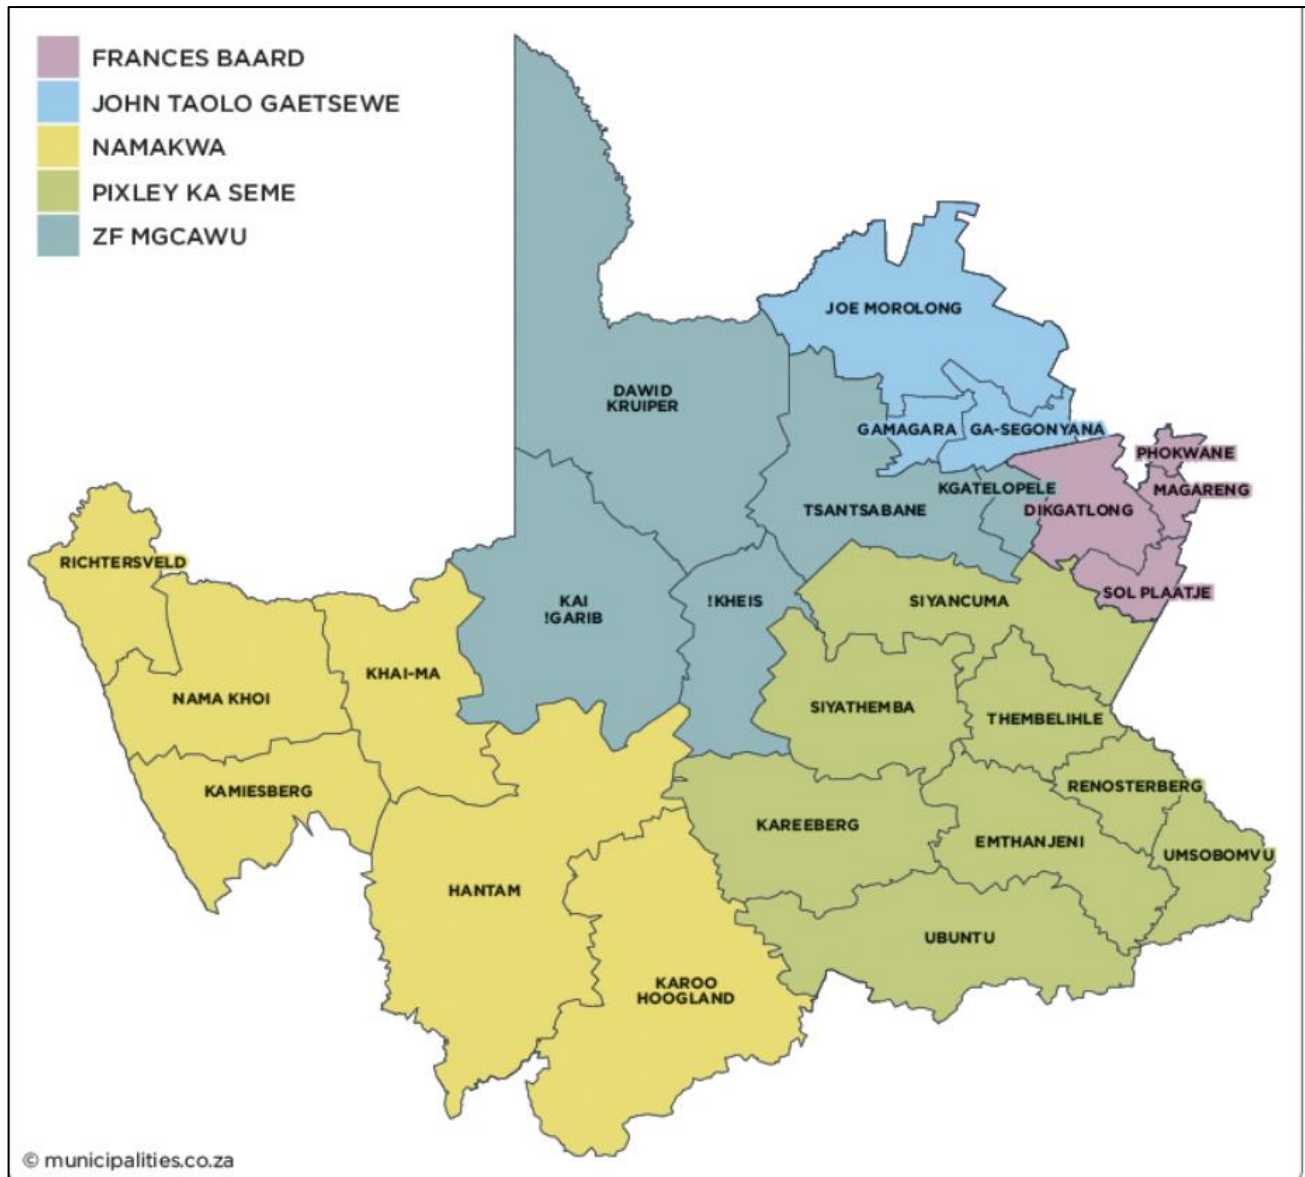 FRANCES BAARD
JOHN TAOLO GAETSEWE
NAMAKWA
PIXLEY KA SEME
ZF MGCAWU
JOE MOROLONG
DAWID
KRUIPER
GAMAGARA
GA-SEGONYANA
PHOKWANE
KGATELOPELE
MAGARENG
TSANTSABANE
DIKGATLONG
RICHTERSVELD
KAI
!GARIB
!KHEIS
SIYANCUMA
SOL PLAATJE
KHAI-MA
NAMA KHOI
SIYATHEMBA
THEMBELIHLE
KAMIESBERG
RENOSTERBERG
KAREEBERG
EMTHANJENI
UMSOBOMVU
HANTAM
UBUNTU
KAROO
HOOGLAND
© municipalities.co.za